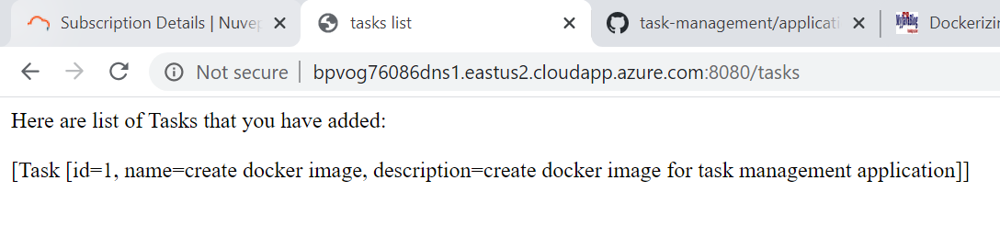 Subscription Details | Nuvep
tasks list
task-management/applicati
Dockerizin
Not secure
bpvog76086dns1.eastus2.cloudapp.azure.com:8080/tasks
Here are list of Tasks that you have added:
[Task [id=1, name=create docker image, description=create docker image for task management application]]